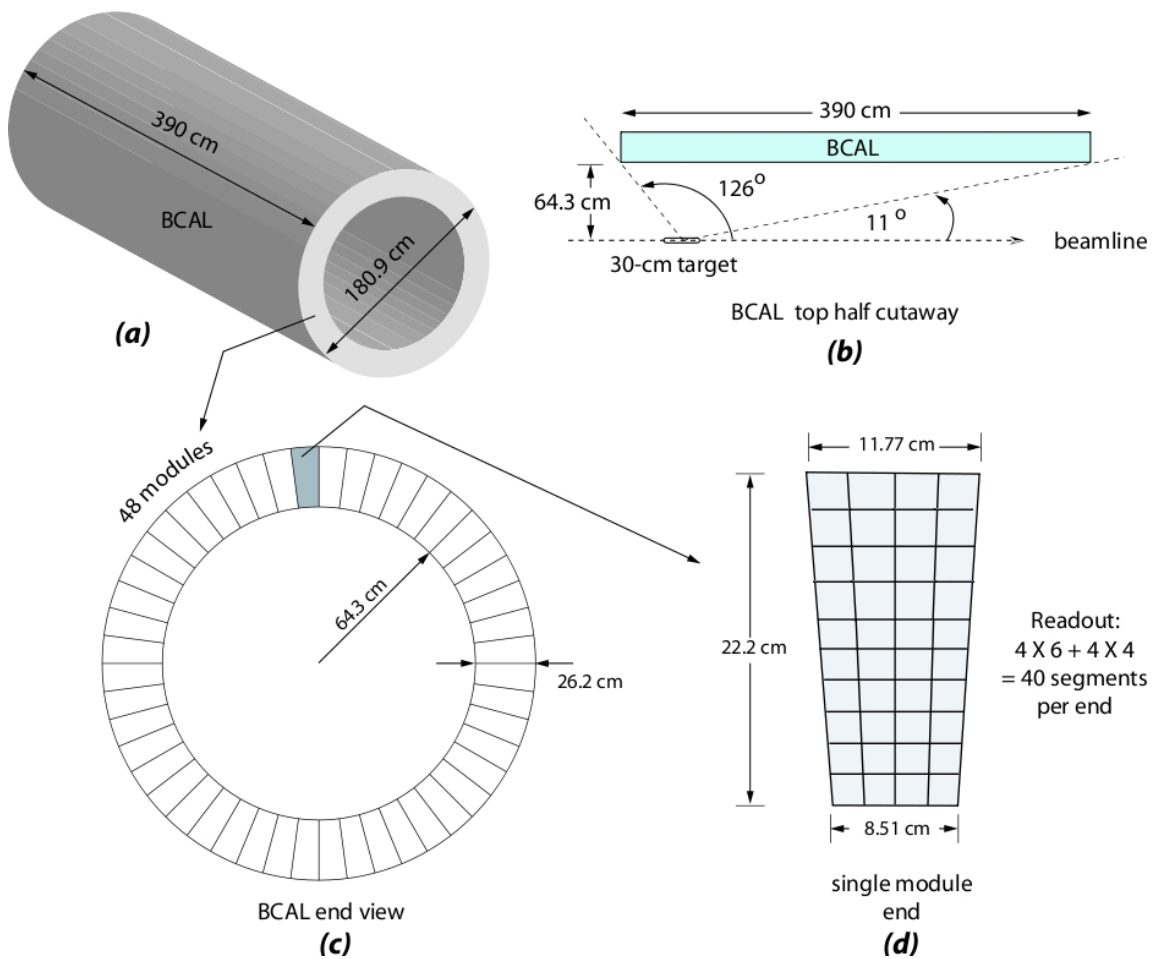 390 cm
BCAL
180.9 cm
(a)
390 cm
BCAL
64.3 cm
126o
11 o
30-cm target
beamline
BCAL top half cutaway
(b)
48 modules
64.3 cm
26.2 cm
BCAL end view
(c)
11.77 cm
22.2 cm
8.51 cm
Readout:
4 X 6 + 4 X 4
= 40 segments
per end
single module
end
(d)